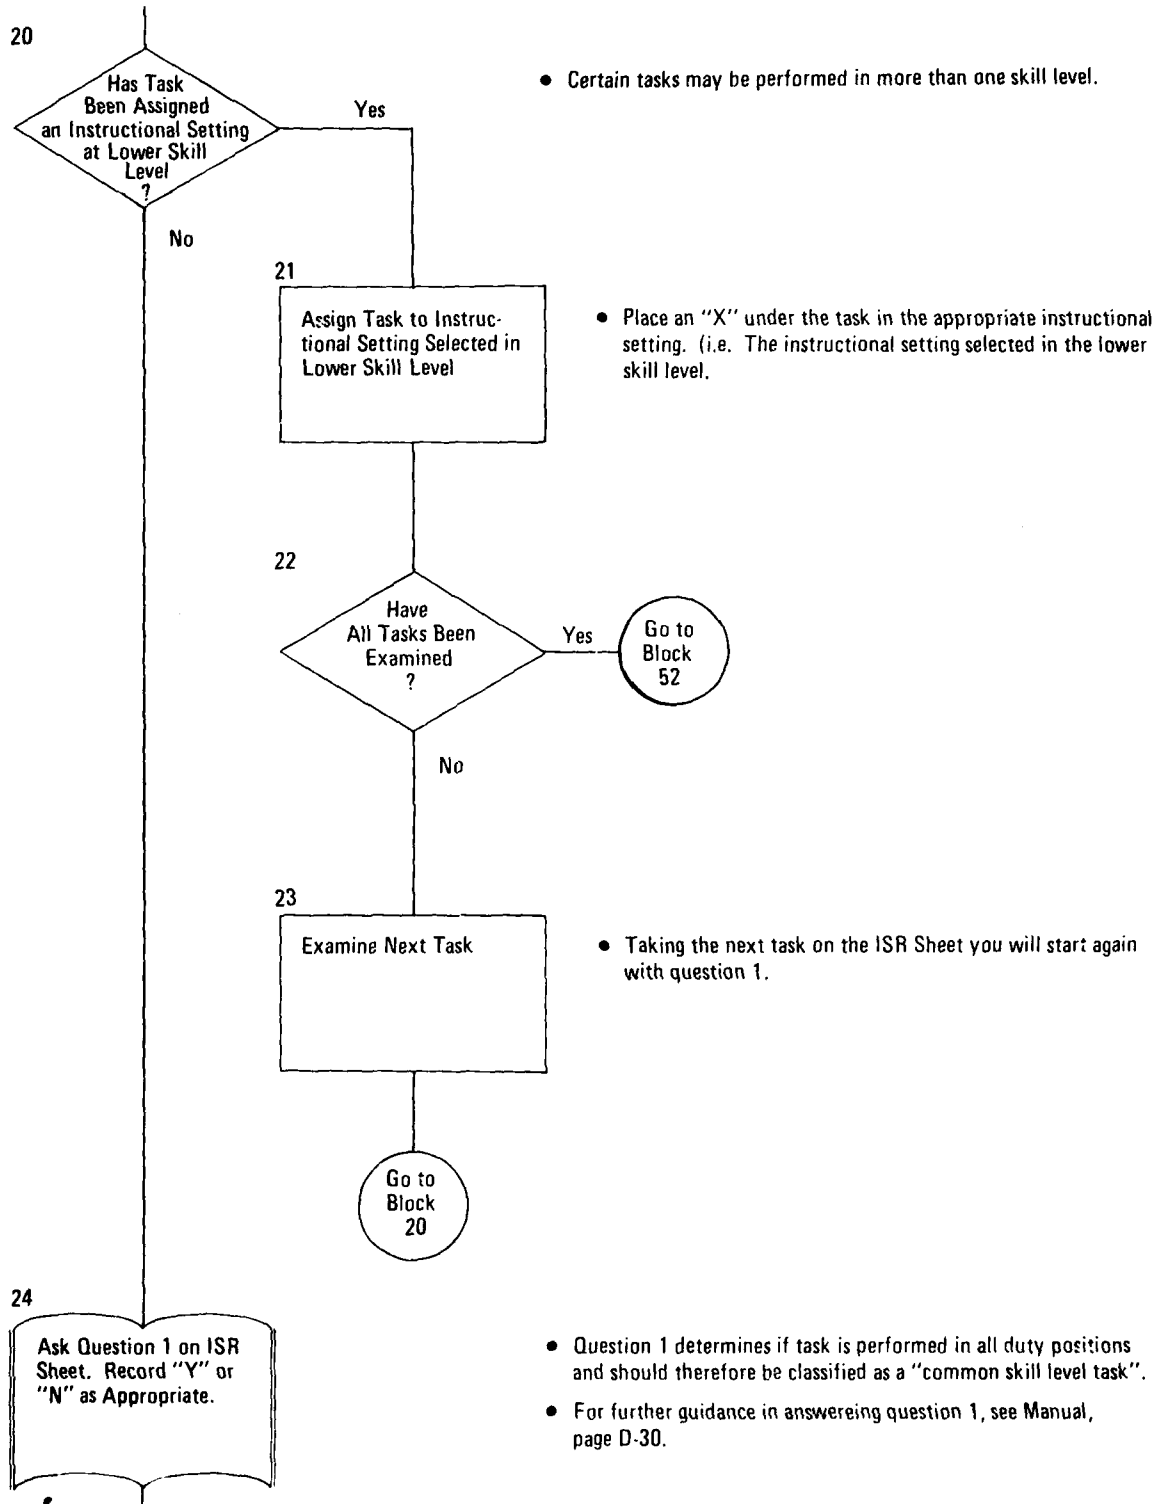 20
Has Task
Been Assigned
an Instructional Setting
at Lower Skill
Level
?
Yes
No
• Certain tasks may be performed in more than one skill level.
21
Assign Task to Instruc-
tional Setting Selected in
Lower Skill Level
• Place an "X" under the task in the appropriate instructional
setting. (i.e. The instructional setting selected in the lower
skill level.
22
Have
All Tasks Been
Examined
?
Yes
Go to
Block
52
No
23
Examine Next Task
• Taking the next task on the ISR Sheet you will start again
with question 1.
Go to
Block
20
24
Ask Question 1 on ISR
Sheet. Record "Y" or
"N" as Appropriate.
• Question 1 determines if task is performed in all duty positions
and should therefore be classified as a "common skill level task".
• For further guidance in answereing question 1, see Manual,
page D-30.